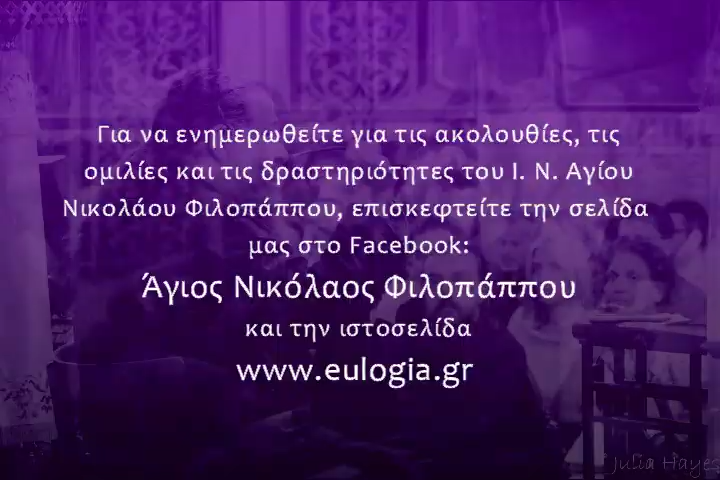 Για να ενημερωθείτε για τις ακολουθίες, τις
ομιλίες και τις δραστηριότητες του Ι. Ν. Αγίου
Νικολάου Φιλοπάππου, επισκεφτείτε την σελίδα
μας στο Facebook:
Άγιος Νικόλαος Φιλοπάππου
και την ιστοσελίδα
www.eulogia.gr
Julia Hayes